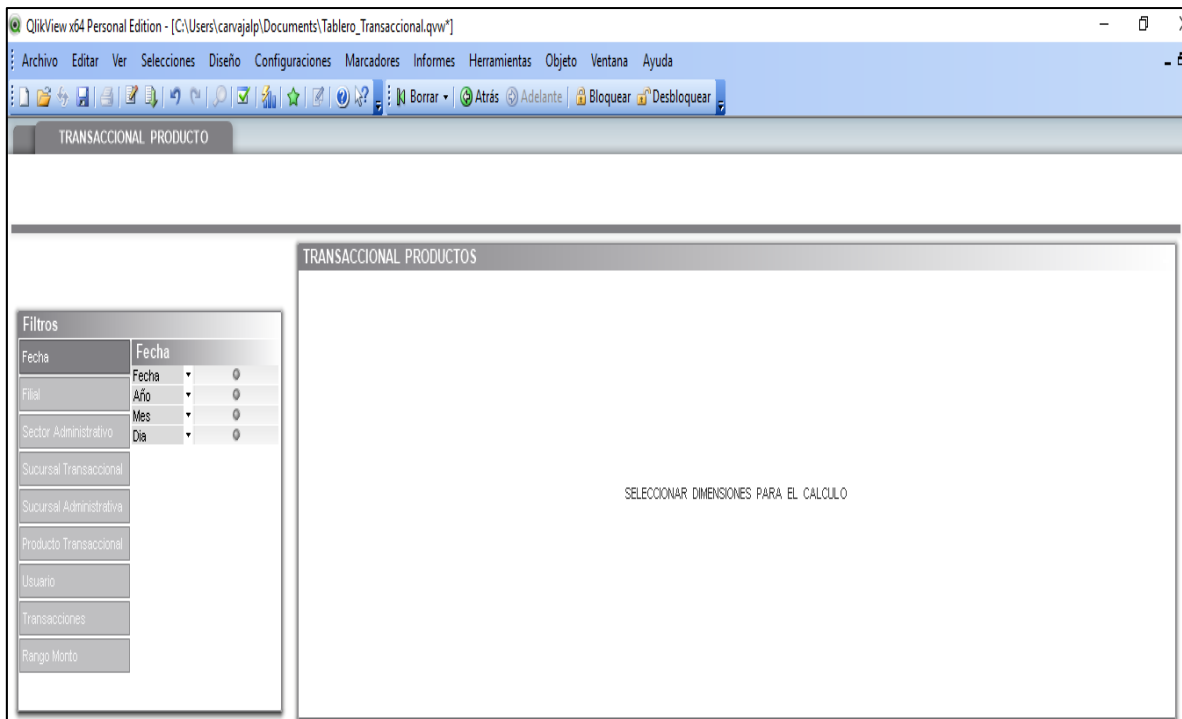 QlikView x64 Personal Edition - [C:\Users\carvajalp\Documents\Tablero_Transaccional.qvw*]
Archivo Editar Ver Selecciones Diseño Configuraciones Marcadores Informes Herramientas Objeto Ventana Ayuda
Borrar Atrás Adelante Bloquear Desbloquear
TRANSACCIONAL PRODUCTO
TRANSACCIONAL PRODUCTOS
Filtros
Fecha
Filial
Sector Administrativo
Sucursal Transaccional
Sucursal Administrativa
Producto Transaccional
Usuario
Transacciones
Rango Monto
Fecha
Fecha
Año
Mes
Dia
SELECCIONAR DIMENSIONES PARA EL CALCULO